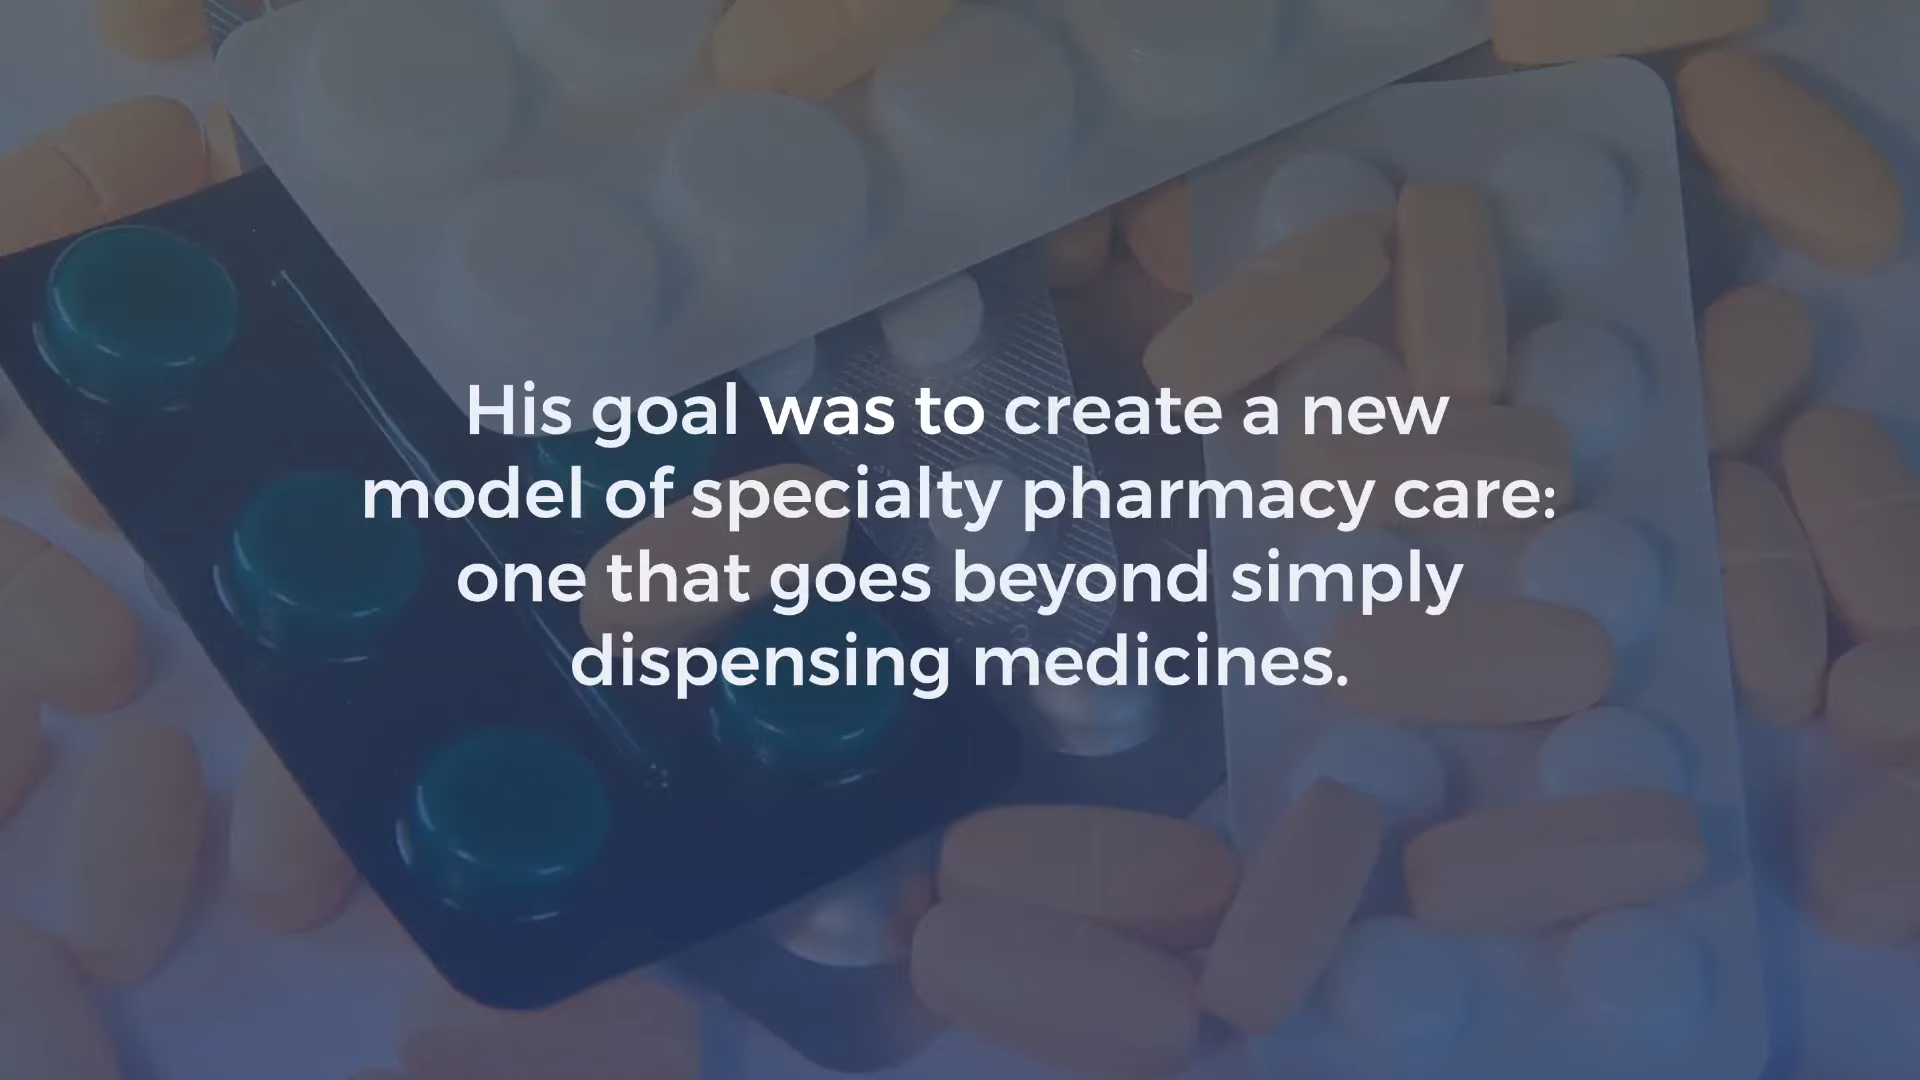 His goal was to create a new
model of specialty pharmacy care:
one that goes beyond simply
dispensing medicines.